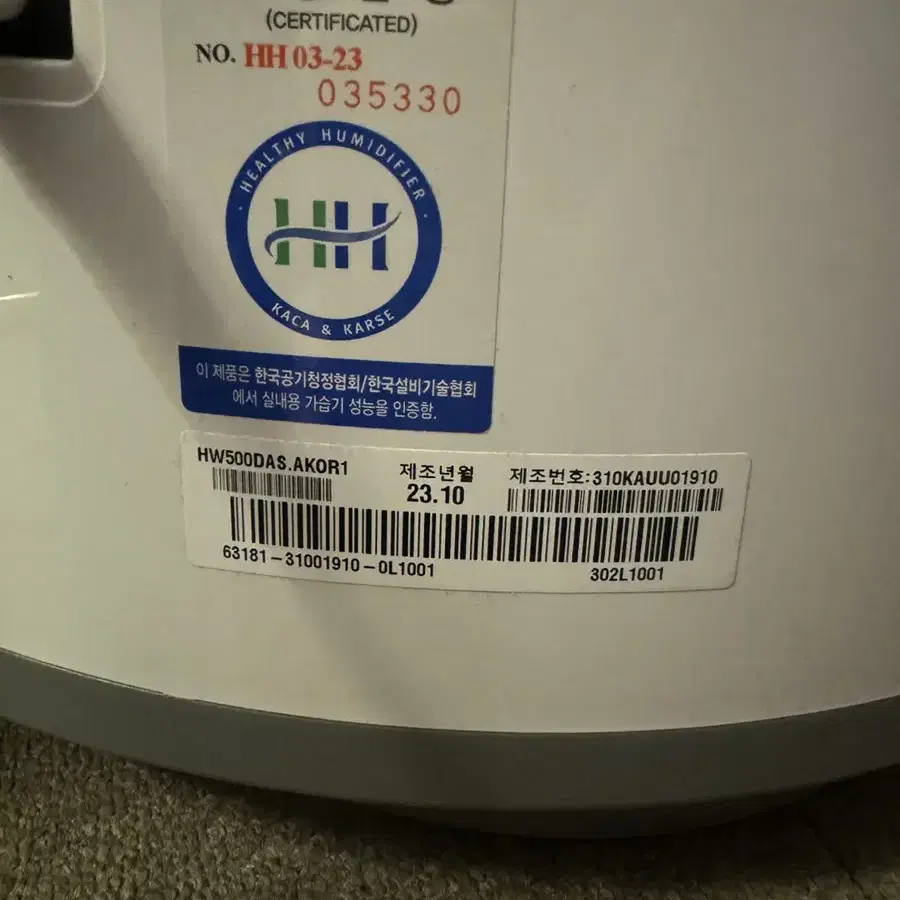 (CERTIFICATED)
NO. HH 03-23
035330
HEALTHY HUMIDIFIER
HH
KACA & KARSE
이 제품은 한국공기청정협회/한국설비기술협회
에서 실내용 가습기 성능을 인증함.
HW500DAS.AKOR1 제조년월 제조번호:310KAUU01910
23.10
63181-31001910-0L1001 302L1001